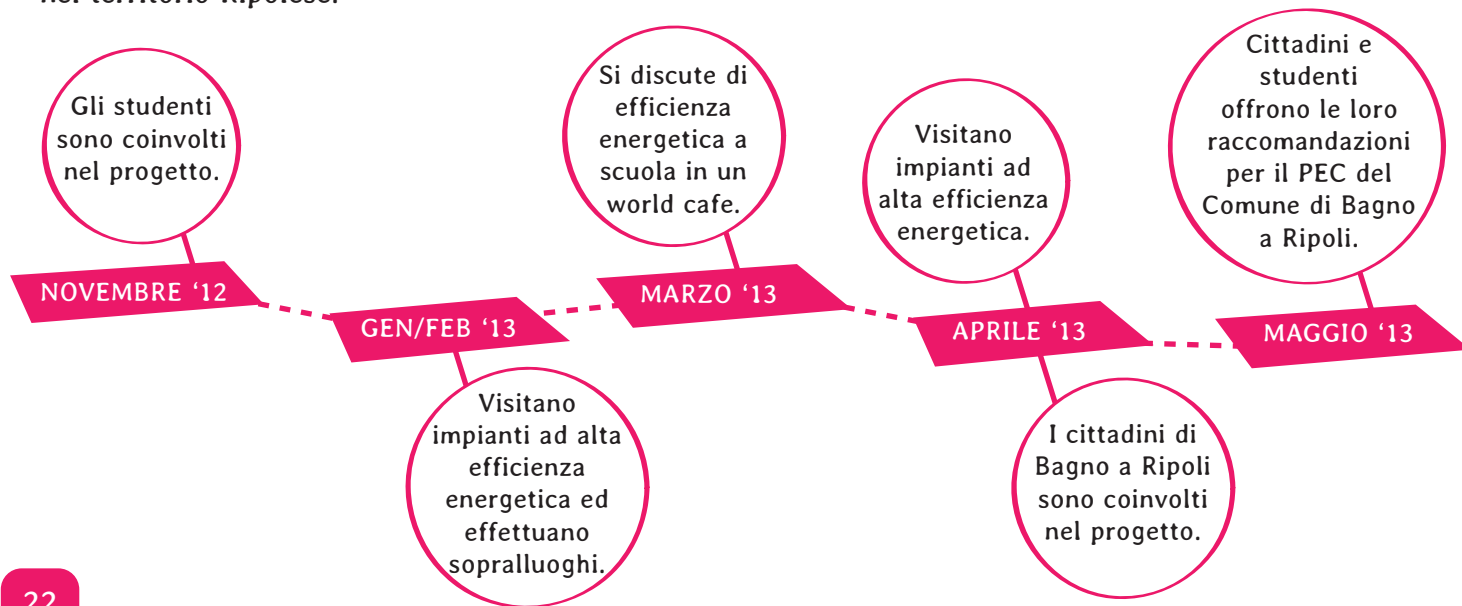 nel territorio Ripolese.
Gli studenti
sono coinvolti
nel progetto.
NOVEMBRE ‘12
GEN/FEB ‘13
Visitano
impianti ad alta
efficienza
energetica ed
effettuano
sopralluoghi.
Si discute di
efficienza
energetica a
scuola in un
world cafe.
MARZO ‘13
Visitano
impianti ad
alta efficienza
energetica.
APRILE ‘13
I cittadini di
Bagno a Ripoli
sono coinvolti
nel progetto.
Cittadini e
studenti
offrono le loro
raccomandazioni
per il PEC del
Comune di Bagno
a Ripoli.
MAGGIO ‘13
22